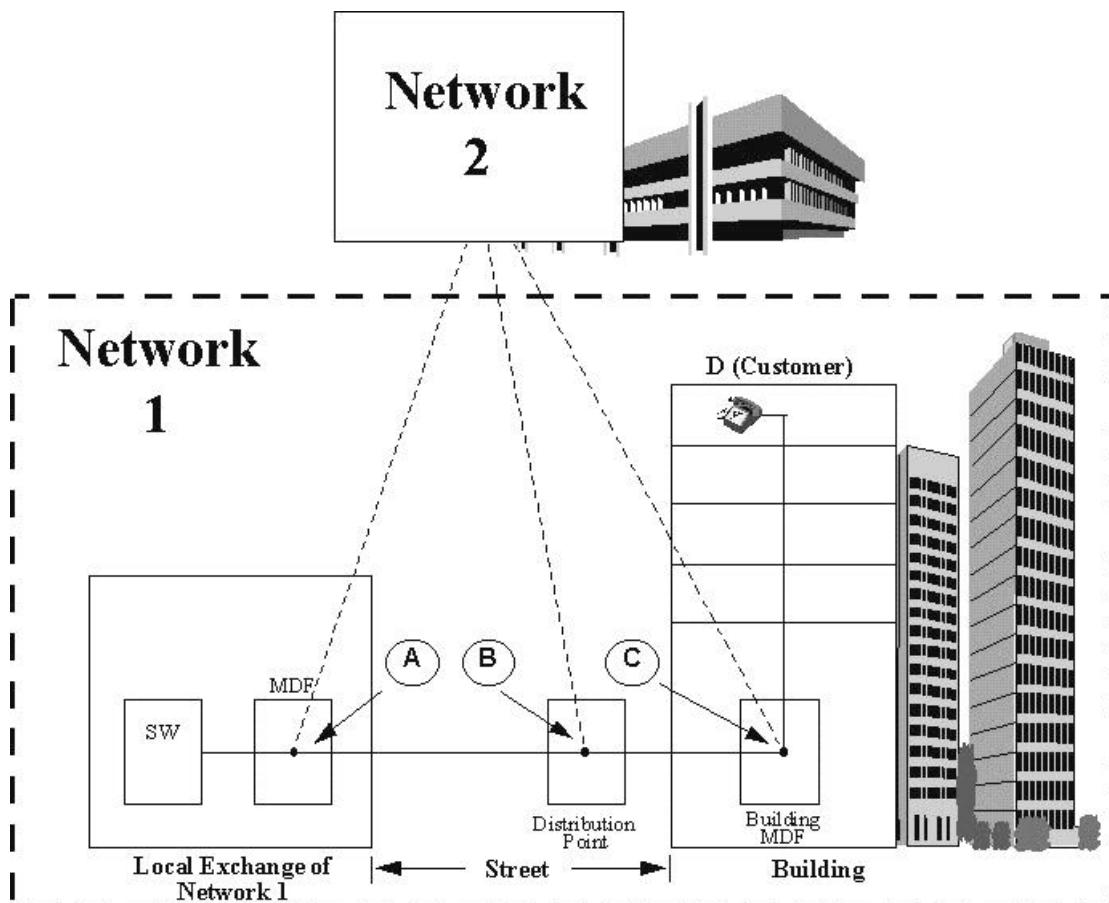 Network
2
Network
1
D (Customer)
A
B
C
MDF
SW
Distribution
Point
Building
MDF
Local Exchange of
Network 1
Street
Building